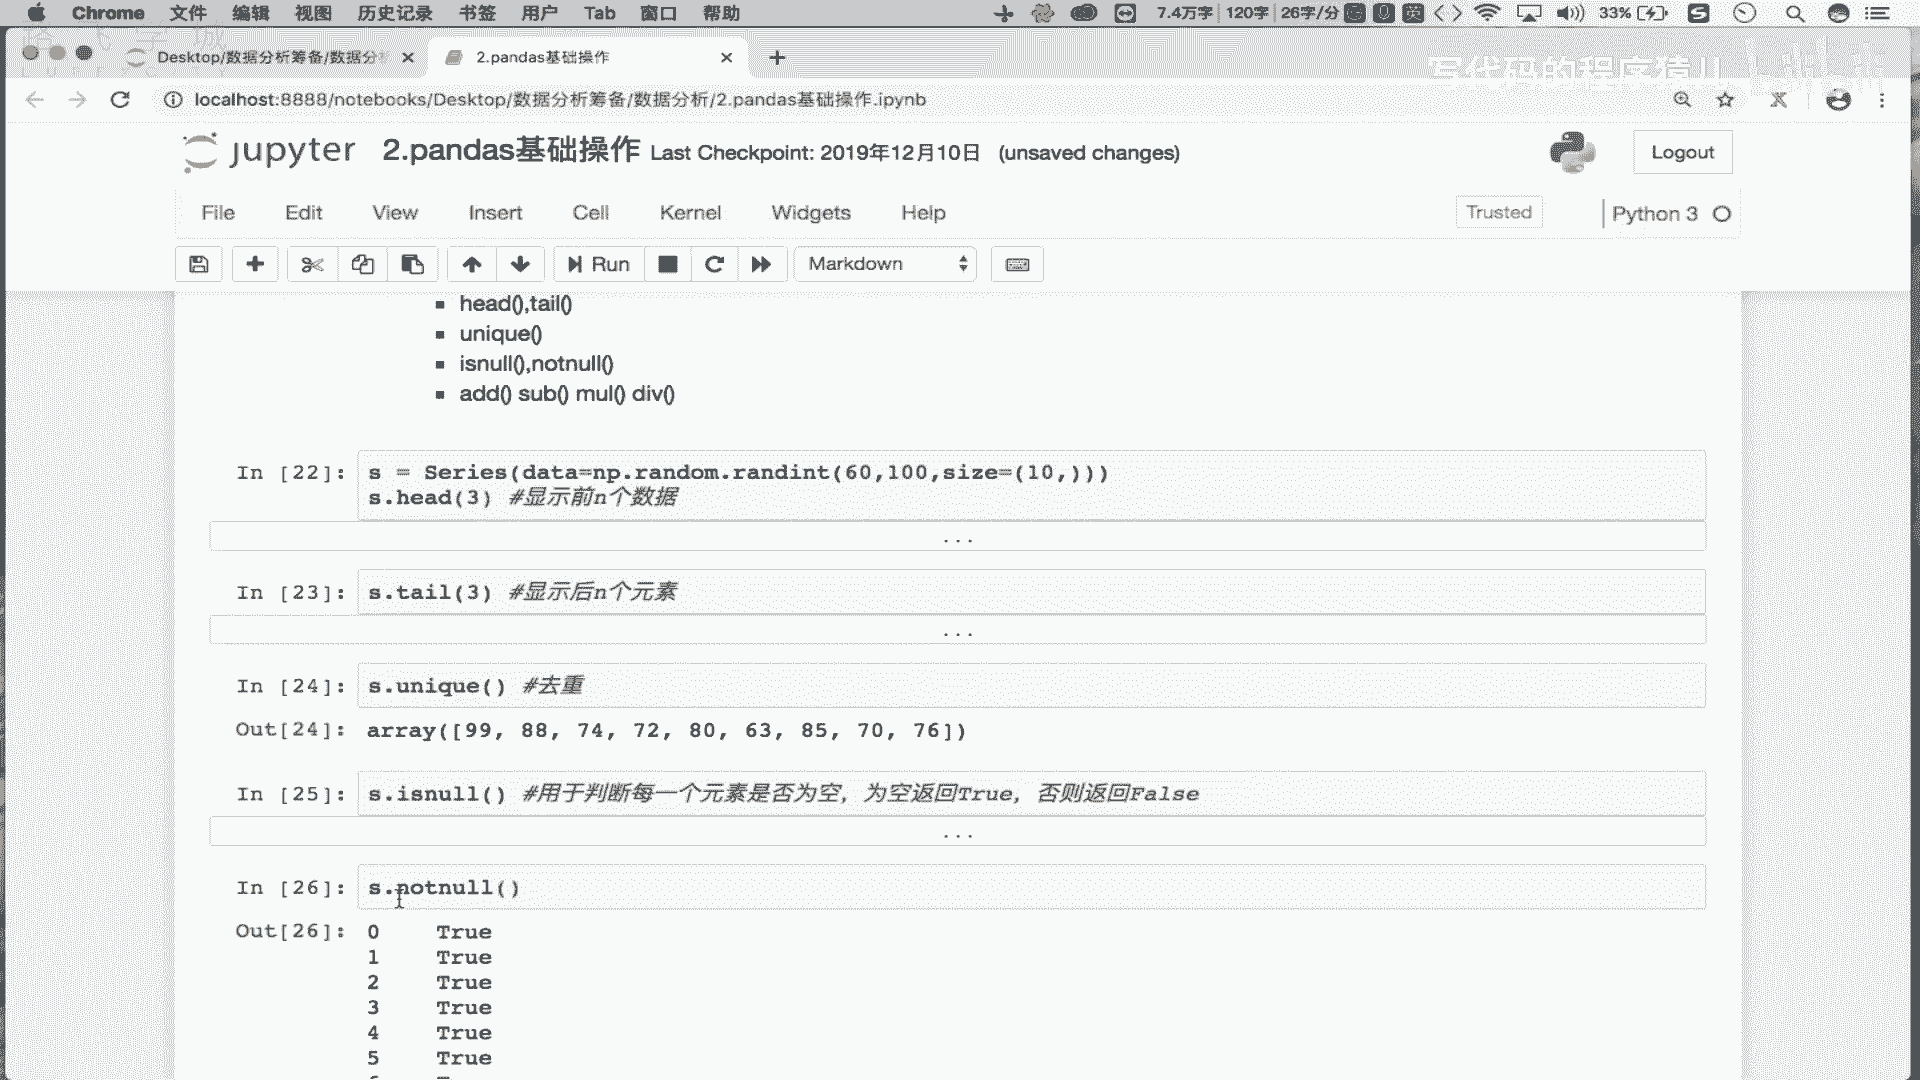 Chrome 文件 编辑 视图 历史记录 书签 用户 Tab 窗口 帮助 7.4万字 120字 26字/分 英 33%
Desktop/数据分析筹备/数据分析
2.pandas基础操作
写代码的程序猿
localhost:8888/notebooks/Desktop/数据分析筹备/数据分析/2.pandas基础操作.ipynb
jupyter 2.pandas基础操作 Last Checkpoint: 2019年12月10日 (unsaved changes)
Logout
File Edit View Insert Cell Kernel Widgets Help
Trusted Python 3
Run Markdown
head(),tail()
unique()
isnull(),notnull()
add() sub() mul() div()
In [22]: s = Series(data=np.random.randint(60,100,size=(10,)))
s.head(3) #显示前n个数据
...
In [23]: s.tail(3) #显示后n个元素
...
In [24]: s.unique() #去重
Out[24]: array([99, 88, 74, 72, 80, 63, 85, 70, 76])
In [25]: s.isnull() #用于判断每一个元素是否为空，为空返回True，否则返回False
...
In [26]: s.notnull()
Out[26]: 0 True
1 True
2 True
3 True
4 True
5 True